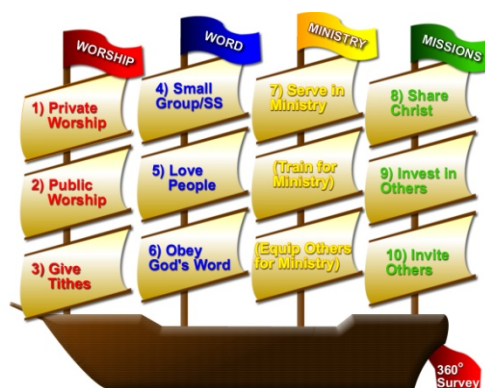 WORSHIP
WORD
MINISTRY
MISSIONS
1) Private
Worship
4) Small
Group/SS
7) Serve in
Ministry
8) Share
Christ
2) Public
Worship
5) Love
People
(Train for
Ministry)
9) Invest in
Others
3) Give
Tithes
6) Obey
God's Word
(Equip Others
for Ministry)
10) Invite
Others
360°
Survey